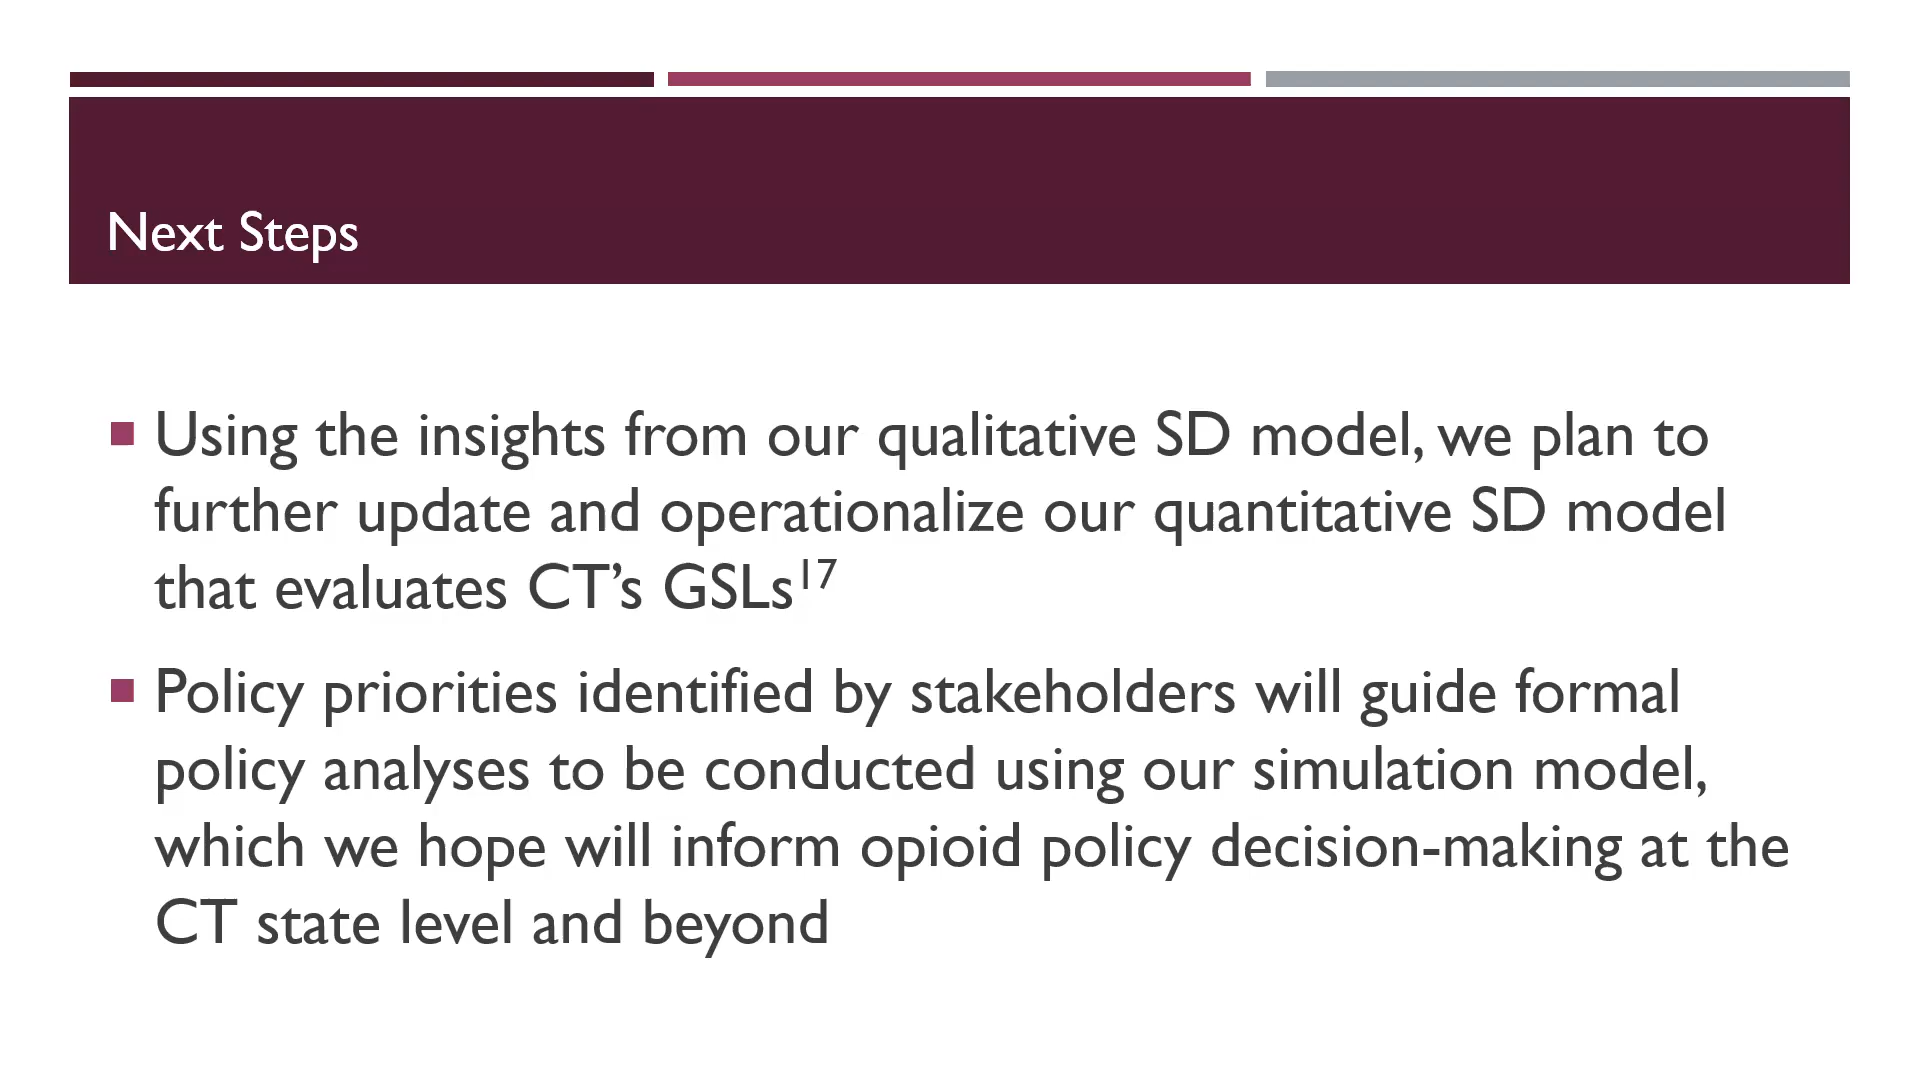 Next Steps
Using the insights from our qualitative SD model, we plan to
further update and operationalize our quantitative SD model
that evaluates CT’s GSLs17
Policy priorities identified by stakeholders will guide formal
policy analyses to be conducted using our simulation model,
which we hope will inform opioid policy decision-making at the
CT state level and beyond